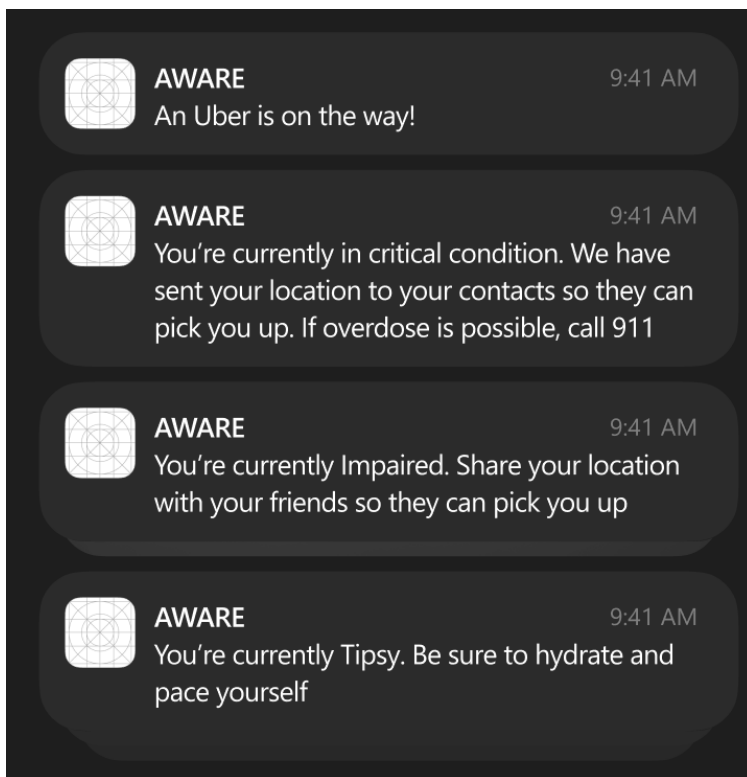 AWARE 9:41 AM
An Uber is on the way!
AWARE 9:41 AM
You’re currently in critical condition. We have
sent your location to your contacts so they can
pick you up. If overdose is possible, call 911
AWARE 9:41 AM
You’re currently Impaired. Share your location
with your friends so they can pick you up
AWARE 9:41 AM
You’re currently Tipsy. Be sure to hydrate and
pace yourself